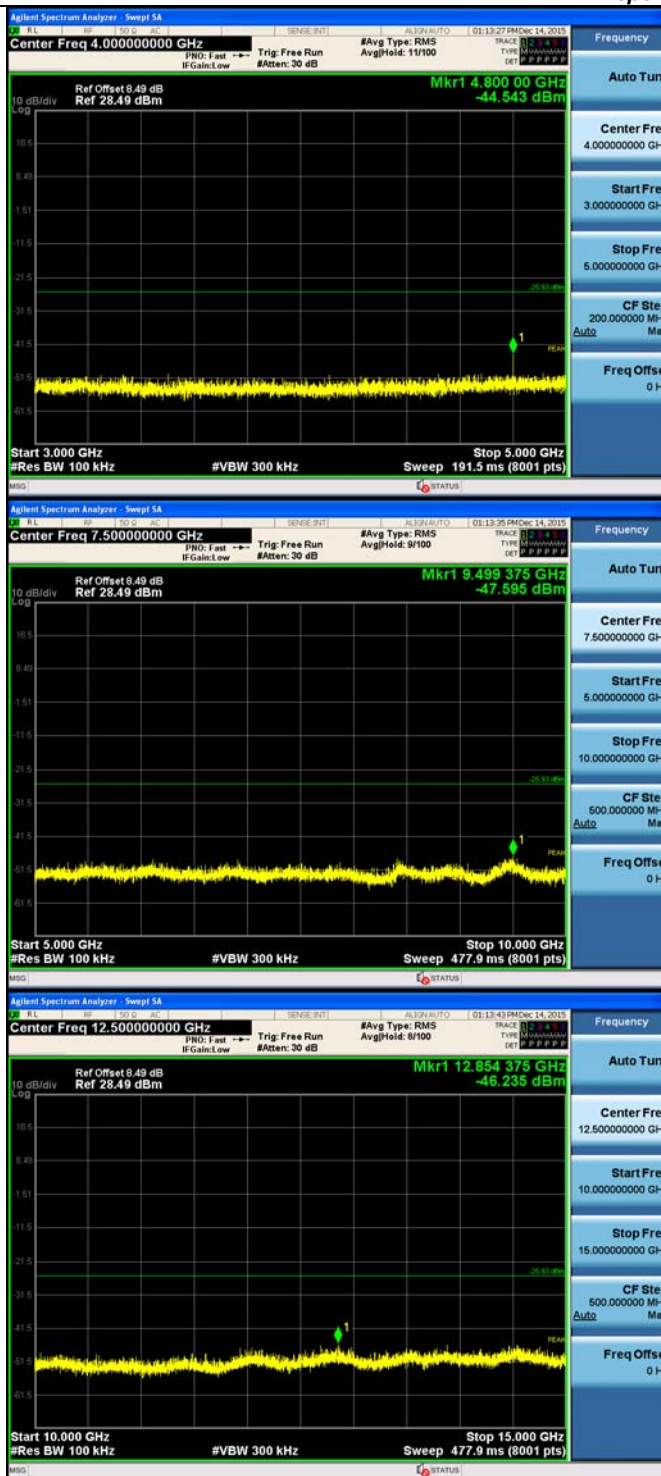 Agilent Spectrum Analyzer - Swept SA
RL RF 50 Ω AC SENSE:INT ALIGN AUTO 01:13:27 PM Dec 14, 2015
Center Freq 4.000000000 GHz
PNO: Fast
IFGain:Low
Trig: Free Run
#Atten: 30 dB
#Avg Type: RMS
Avg|Hold: 11/100
TRACE 1 2 3 4 5 6
TYPE
DET P P P P P P
Frequency
Mkr1 4.800 00 GHz
-44.543 dBm
Ref Offset 8.49 dB
10 dB/div Ref 28.49 dBm
Log
18.5
8.49
-1.51
-11.5
-21.5
-25.93 dBm
-31.5
-41.5
1
PEAK
-51.5
-61.5
Start 3.000 GHz Stop 5.000 GHz
#Res BW 100 kHz #VBW 300 kHz Sweep 191.5 ms (8001 pts)
MSG STATUS
Auto Tun
Center Fre
4.000000000 GH
Start Fre
3.000000000 GH
Stop Fre
5.000000000 GH
CF Ste
200.000000 MH
Auto Ma
Freq Offse
0 H
Agilent Spectrum Analyzer - Swept SA
RL RF 50 Ω AC SENSE:INT ALIGN AUTO 01:13:35 PM Dec 14, 2015
Center Freq 7.500000000 GHz
PNO: Fast
IFGain:Low
Trig: Free Run
#Atten: 30 dB
#Avg Type: RMS
Avg|Hold: 9/100
TRACE 1 2 3 4 5 6
TYPE
DET P P P P P P
Frequency
Mkr1 9.499 375 GHz
-47.595 dBm
Ref Offset 8.49 dB
10 dB/div Ref 28.49 dBm
Log
18.5
8.49
-1.51
-11.5
-21.5
-25.93 dBm
-31.5
-41.5
1
PEAK
-51.5
-61.5
Start 5.000 GHz Stop 10.000 GHz
#Res BW 100 kHz #VBW 300 kHz Sweep 477.9 ms (8001 pts)
MSG STATUS
Auto Tun
Center Fre
7.500000000 GH
Start Fre
5.000000000 GH
Stop Fre
10.000000000 GH
CF Ste
500.000000 MH
Auto Ma
Freq Offse
0 H
Agilent Spectrum Analyzer - Swept SA
RL RF 50 Ω AC SENSE:INT ALIGN AUTO 01:13:43 PM Dec 14, 2015
Center Freq 12.500000000 GHz
PNO: Fast
IFGain:Low
Trig: Free Run
#Atten: 30 dB
#Avg Type: RMS
Avg|Hold: 8/100
TRACE 1 2 3 4 5 6
TYPE
DET P P P P P P
Frequency
Mkr1 12.854 375 GHz
-46.235 dBm
Ref Offset 8.49 dB
10 dB/div Ref 28.49 dBm
Log
18.5
8.49
-1.51
-11.5
-21.5
-25.93 dBm
-31.5
-41.5
1
PEAK
-51.5
-61.5
Start 10.000 GHz Stop 15.000 GHz
#Res BW 100 kHz #VBW 300 kHz Sweep 477.9 ms (8001 pts)
MSG STATUS
Auto Tun
Center Fre
12.500000000 GH
Start Fre
10.000000000 GH
Stop Fre
15.000000000 GH
CF Ste
500.000000 MH
Auto Ma
Freq Offse
0 H